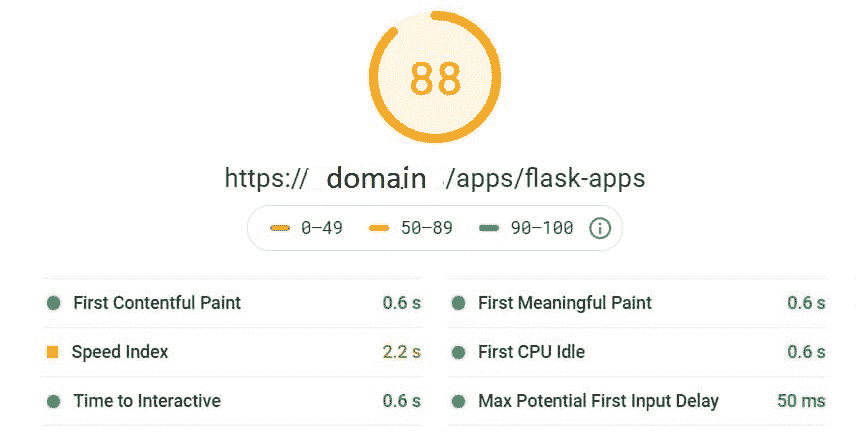 88
https:// domain /apps/flask-apps
0–49 50–89 90–100
First Contentful Paint 0.6 s
First Meaningful Paint 0.6 s
Speed Index 2.2 s
First CPU Idle 0.6 s
Time to Interactive 0.6 s
Max Potential First Input Delay 50 ms